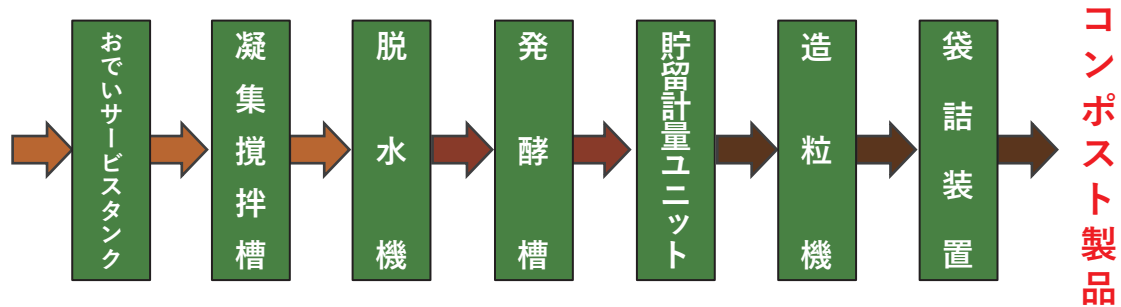 おでいサービスタンク
凝集撹拌槽
脱水機
発酵槽
貯留計量ユニット
造粒機
袋詰装置
コンポスト製品